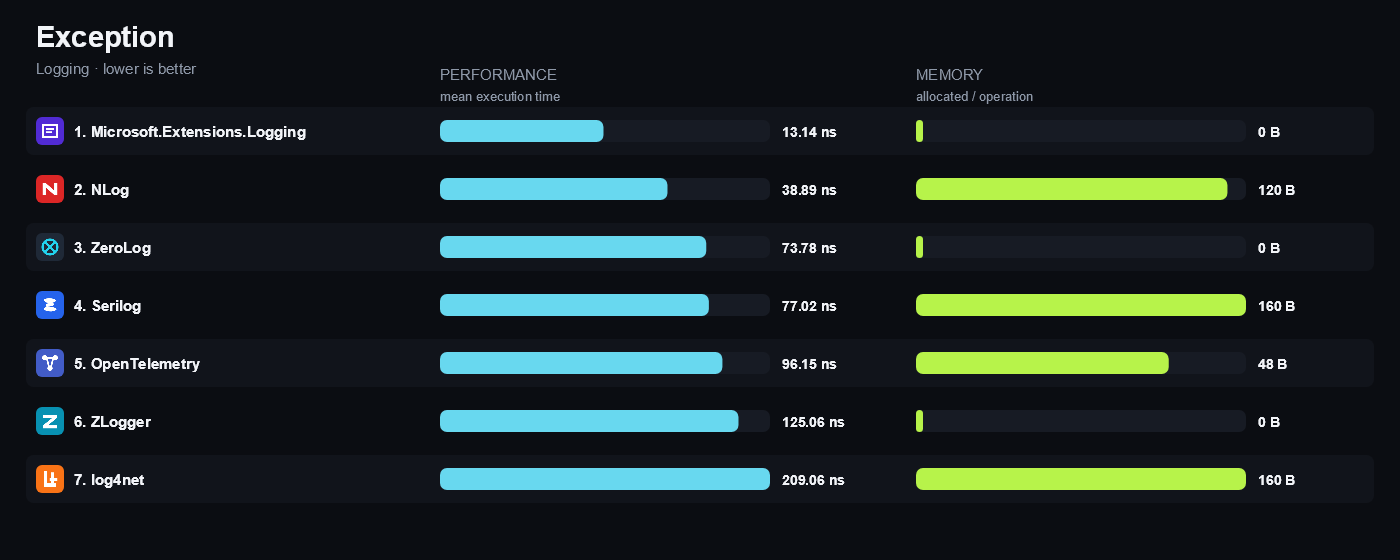 Exception
Logging · lower is better
PERFORMANCE
mean execution time
MEMORY
allocated / operation
1. Microsoft.Extensions.Logging 13.14 ns 0 B
2. NLog 38.89 ns 120 B
3. ZeroLog 73.78 ns 0 B
4. Serilog 77.02 ns 160 B
5. OpenTelemetry 96.15 ns 48 B
6. ZLogger 125.06 ns 0 B
7. log4net 209.06 ns 160 B